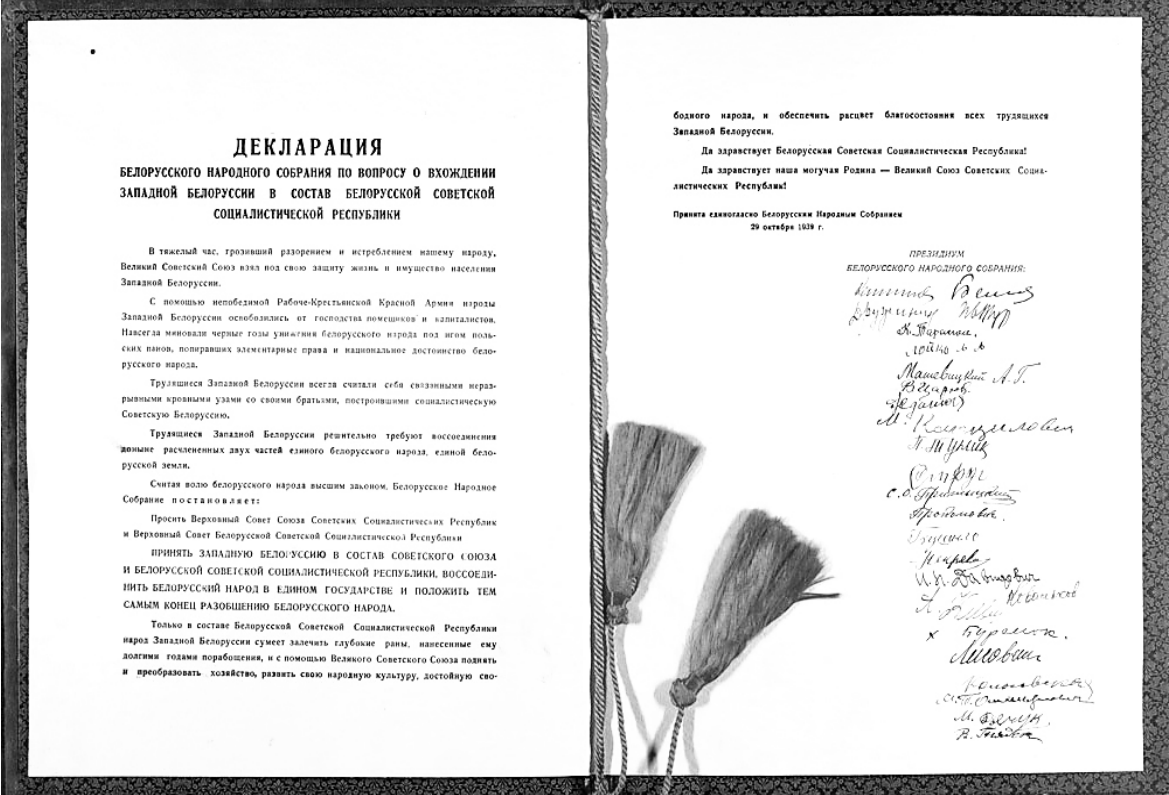 ДЕКЛАРАЦИЯ
БЕЛОРУССКОГО НАРОДНОГО СОБРАНИЯ ПО ВОПРОСУ О ВХОЖДЕНИИ
ЗАПАДНОЙ БЕЛОРУССИИ В СОСТАВ БЕЛОРУССКОЙ СОВЕТСКОЙ
СОЦИАЛИСТИЧЕСКОЙ РЕСПУБЛИКИ
В тяжелый час, грозивший разорением и истреблением нашему народу,
Великий Советский Союз взял под свою защиту жизнь и имущество населения
Западной Белоруссии.
С помощью непобедимой Рабоче-Крестьянской Красной Армии народы
Западной Белоруссии освободились от господства помещиков и капиталистов.
Навсегда миновали черные годы унижения белорусского народа под игом поль-
ских панов, попиравших элементарные права и национальное достоинство бело-
русского народа.
Трудящиеся Западной Белоруссии всегда считали себя связанными нераз-
рывными кровными узами со своими братьями, построившими социалистическую
Советскую Белоруссию.
Трудящиеся Западной Белоруссии решительно требуют воссоединения
доныне расчлененных двух частей единого белорусского народа, единой бело-
русской земли.
Считая волю белорусского народа высшим законом, Белорусское Народное
Собрание постановляет:
Просить Верховный Совет Союза Советских Социалистических Республик
и Верховный Совет Белорусской Советской Социалистической Республики
ПРИНЯТЬ ЗАПАДНУЮ БЕЛОРУССИЮ В СОСТАВ СОВЕТСКОГО СОЮЗА
И БЕЛОРУССКОЙ СОВЕТСКОЙ СОЦИАЛИСТИЧЕСКОЙ РЕСПУБЛИКИ, ВОССОЕДИ-
НИТЬ БЕЛОРУССКИЙ НАРОД В ЕДИНОМ ГОСУДАРСТВЕ И ПОЛОЖИТЬ ТЕМ
САМЫМ КОНЕЦ РАЗОБЩЕНИЮ БЕЛОРУССКОГО НАРОДА.
Только в составе Белорусской Советской Социалистической Республики
народ Западной Белоруссии сумеет залечить глубокие раны, нанесенные ему
долгими годами порабощения, и с помощью Великого Советского Союза поднять
и преобразовать хозяйство, развить свою народную культуру, достойную сво-
бодного народа, и обеспечить расцвет благосостояния всех трудящихся
Западной Белоруссии.
Да здравствует Белорусская Советская Социалистическая Республика!
Да здравствует наша могучая Родина — Великий Союз Советских Социа-
листических Республик!
Принята единогласно Белорусским Народным Собранием
29 октября 1939 г.
ПРЕЗИДИУМ
БЕЛОРУССКОГО НАРОДНОГО СОБРАНИЯ:
Лойко
Мацевицкий А. Г.
М.
С. О. Притыцкий
Давидович
Лисовский
М. Бачук